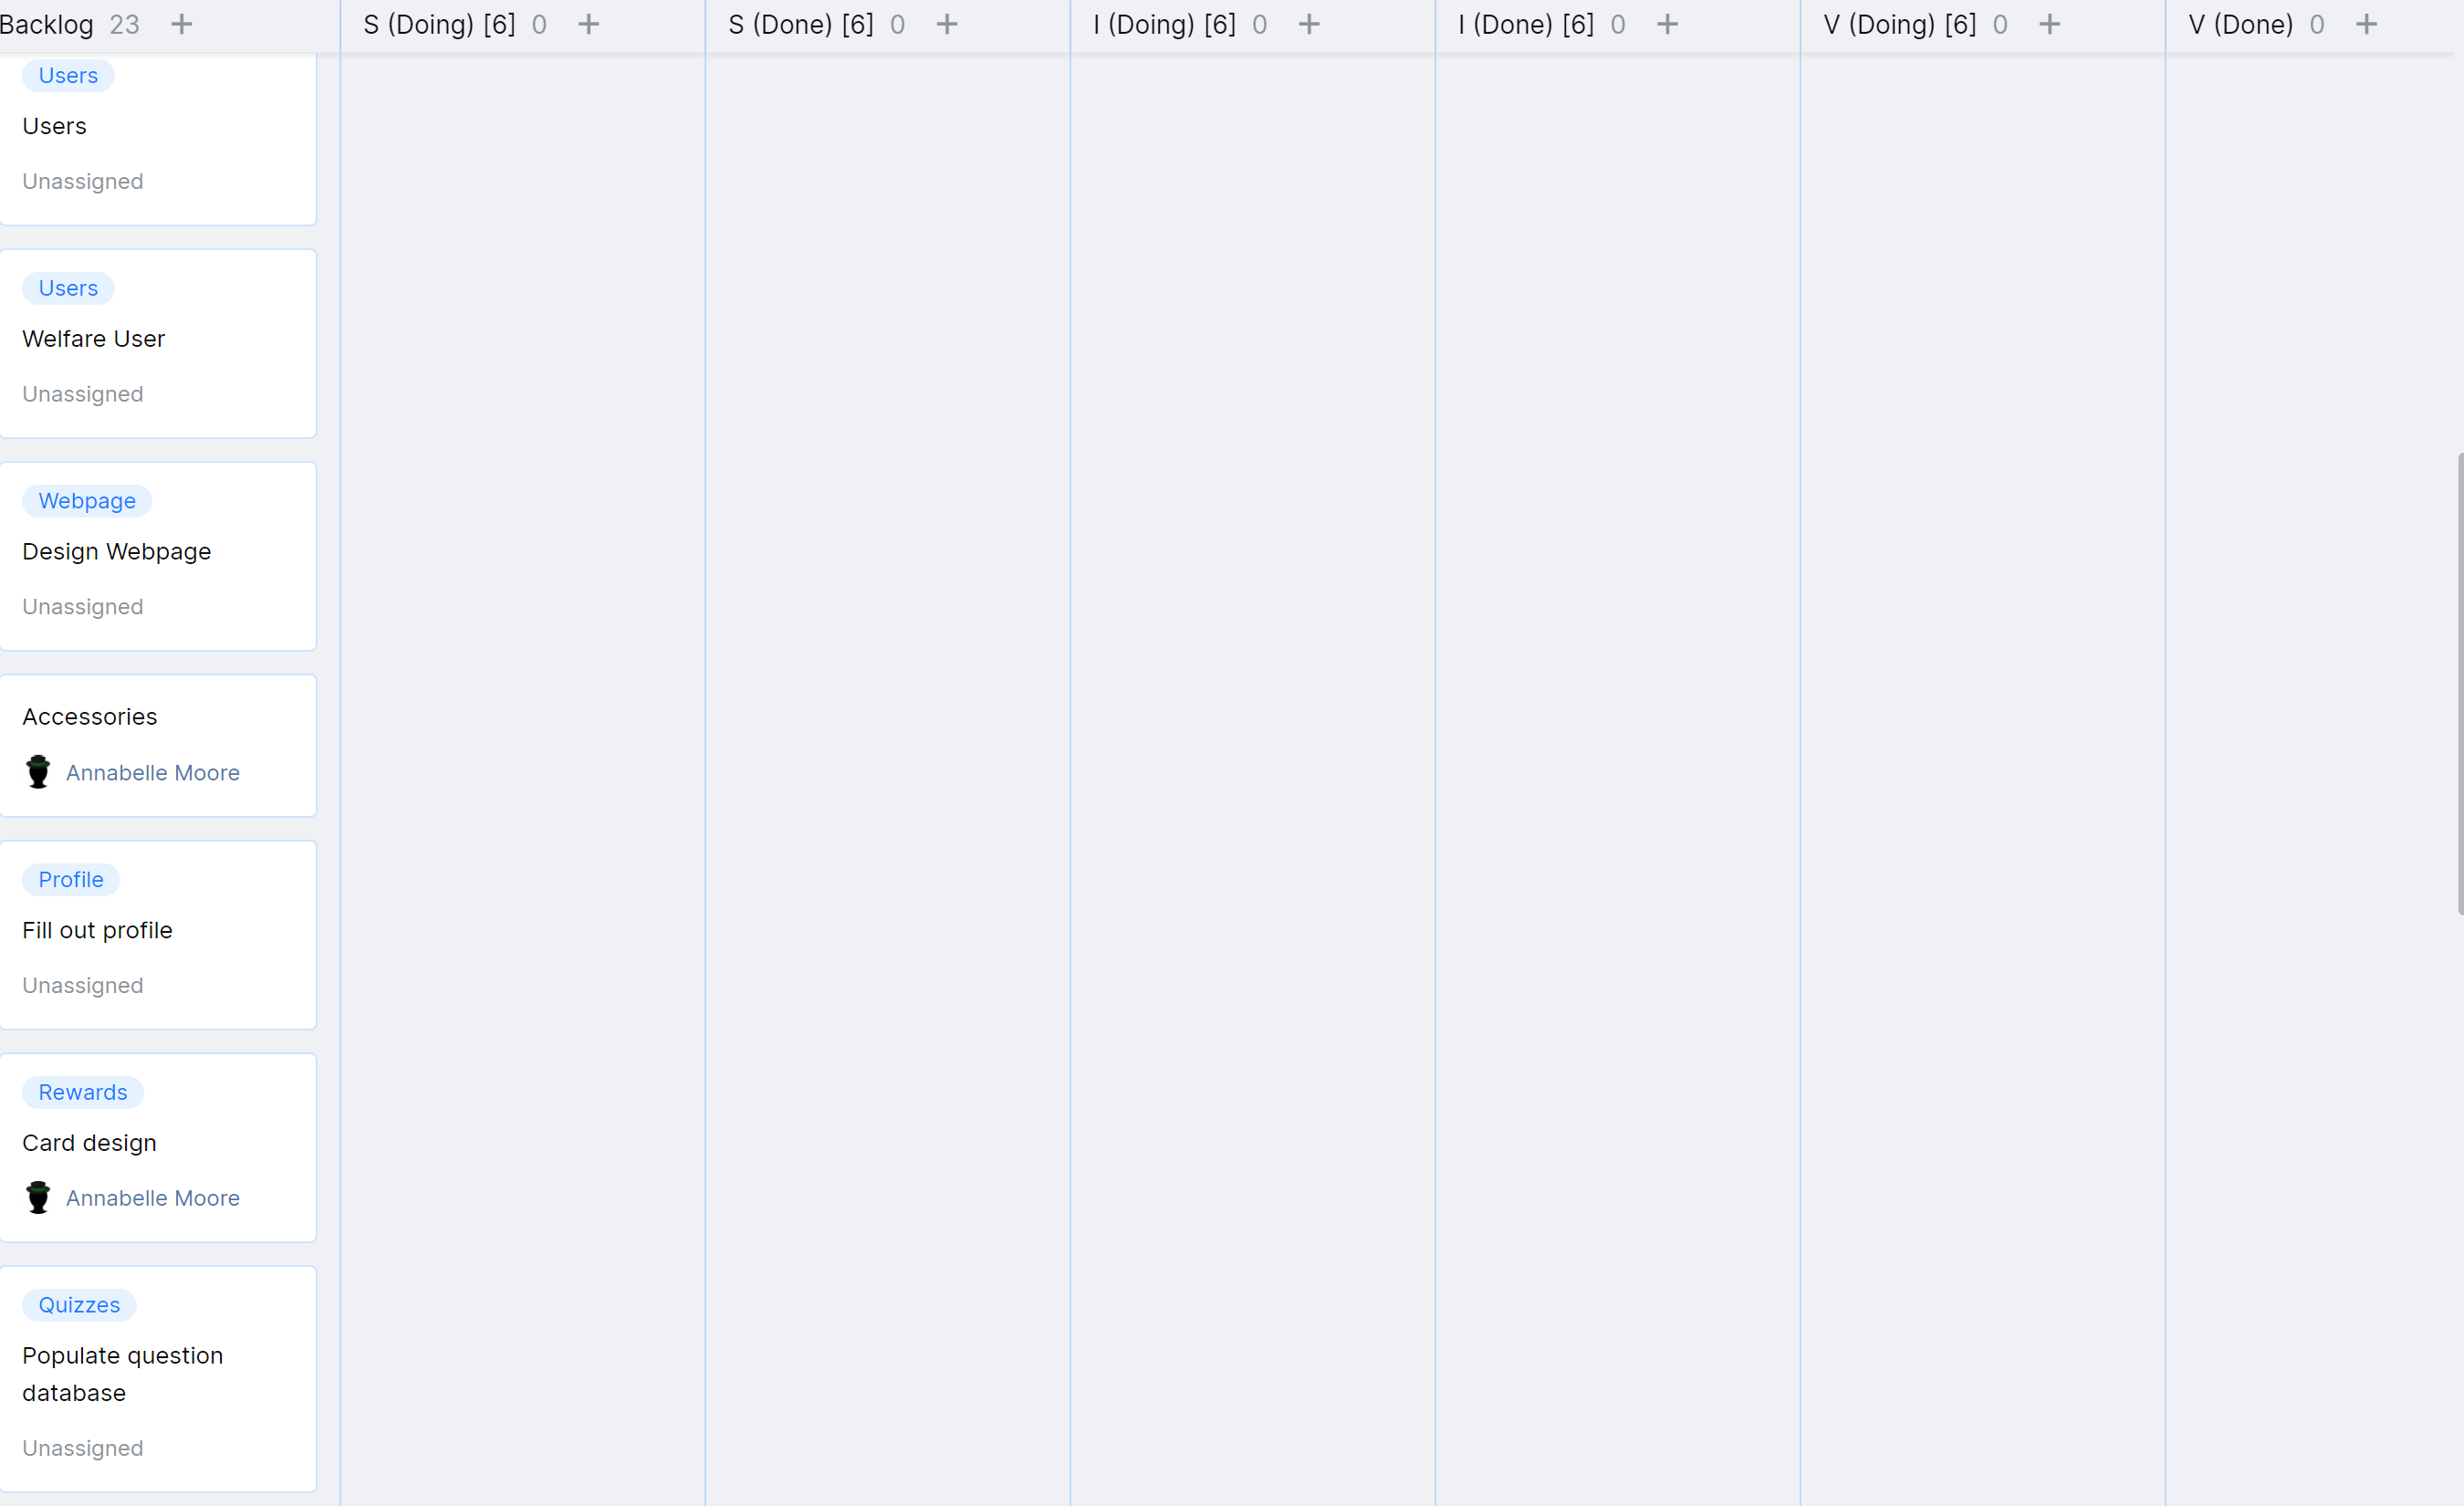 Backlog 23 + S (Doing) [6] 0 + S (Done) [6] 0 + I (Doing) [6] 0 + I (Done) [6] 0 + V (Doing) [6] 0 + V (Done) 0 +
Users
Users
Unassigned
Users
Welfare User
Unassigned
Webpage
Design Webpage
Unassigned
Accessories
Annabelle Moore
Profile
Fill out profile
Unassigned
Rewards
Card design
Annabelle Moore
Quizzes
Populate question
database
Unassigned